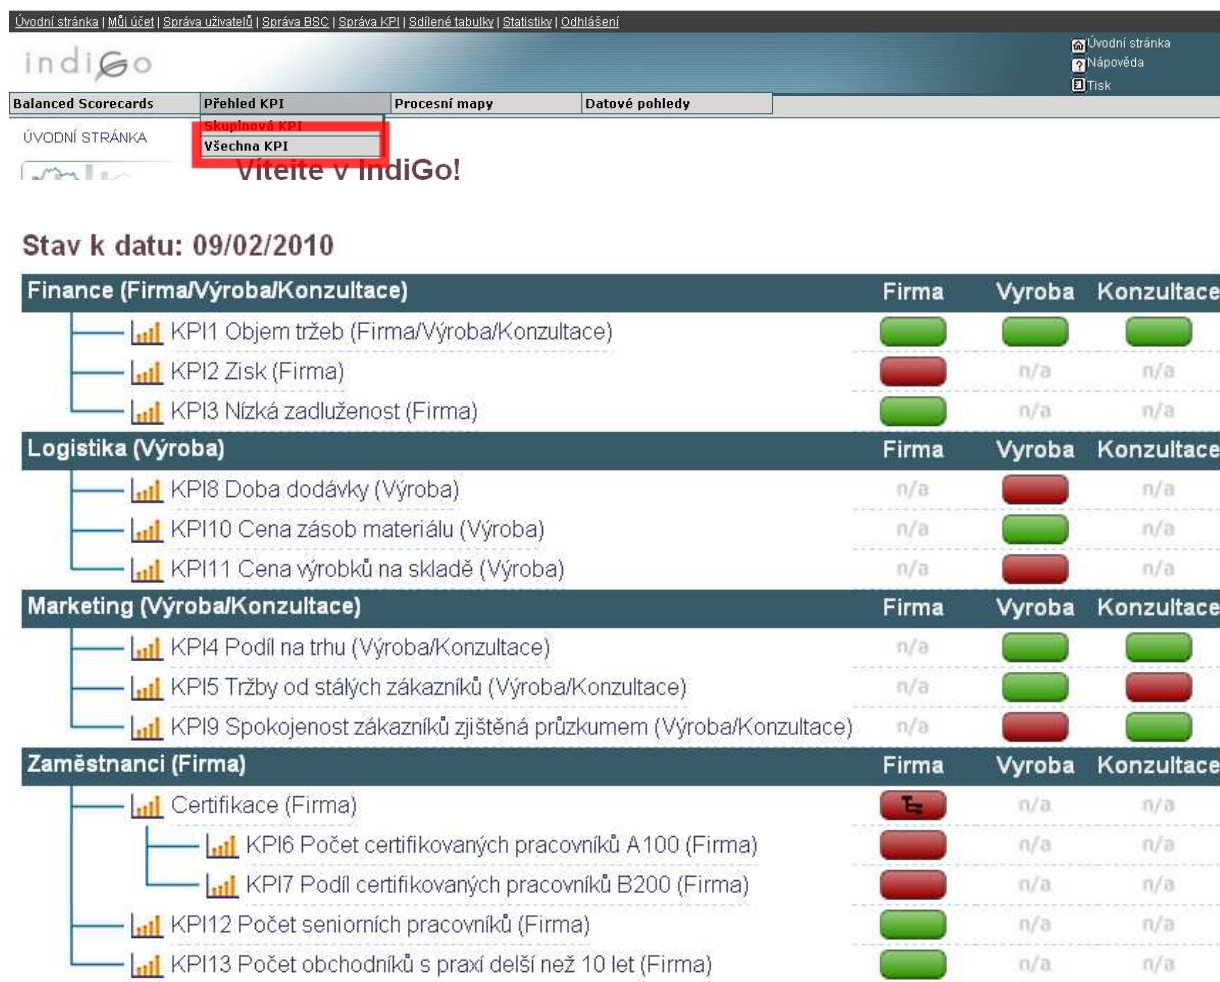 Úvodní stránka | Můj účet | Správa uživatelů | Správa BSC | Správa KPI | Sdílené tabulky | Statistiky | Odhlášení
indiGo
Úvodní stránka
Nápověda
Tisk
Balanced Scorecards Přehled KPI Procesní mapy Datové pohledy
Skupinová KPI
ÚVODNÍ STRÁNKA
Všechna KPI
Vítejte v IndiGo!
Stav k datu: 09/02/2010
Finance (Firma/Výroba/Konzultace) Firma Vyroba Konzultace
KPI1 Objem tržeb (Firma/Výroba/Konzultace)
KPI2 Zisk (Firma) n/a n/a
KPI3 Nízká zadluženost (Firma) n/a n/a
Logistika (Výroba) Firma Vyroba Konzultace
KPI8 Doba dodávky (Výroba) n/a n/a
KPI10 Cena zásob materiálu (Výroba) n/a n/a
KPI11 Cena výrobků na skladě (Výroba) n/a n/a
Marketing (Výroba/Konzultace) Firma Vyroba Konzultace
KPI4 Podíl na trhu (Výroba/Konzultace) n/a
KPI5 Tržby od stálých zákazníků (Výroba/Konzultace) n/a
KPI9 Spokojenost zákazníků zjištěná průzkumem (Výroba/Konzultace) n/a
Zaměstnanci (Firma) Firma Vyroba Konzultace
Certifikace (Firma) n/a n/a
KPI6 Počet certifikovaných pracovníků A100 (Firma) n/a n/a
KPI7 Podíl certifikovaných pracovníků B200 (Firma) n/a n/a
KPI12 Počet seniorních pracovníků (Firma) n/a n/a
KPI13 Počet obchodníků s praxí delší než 10 let (Firma) n/a n/a